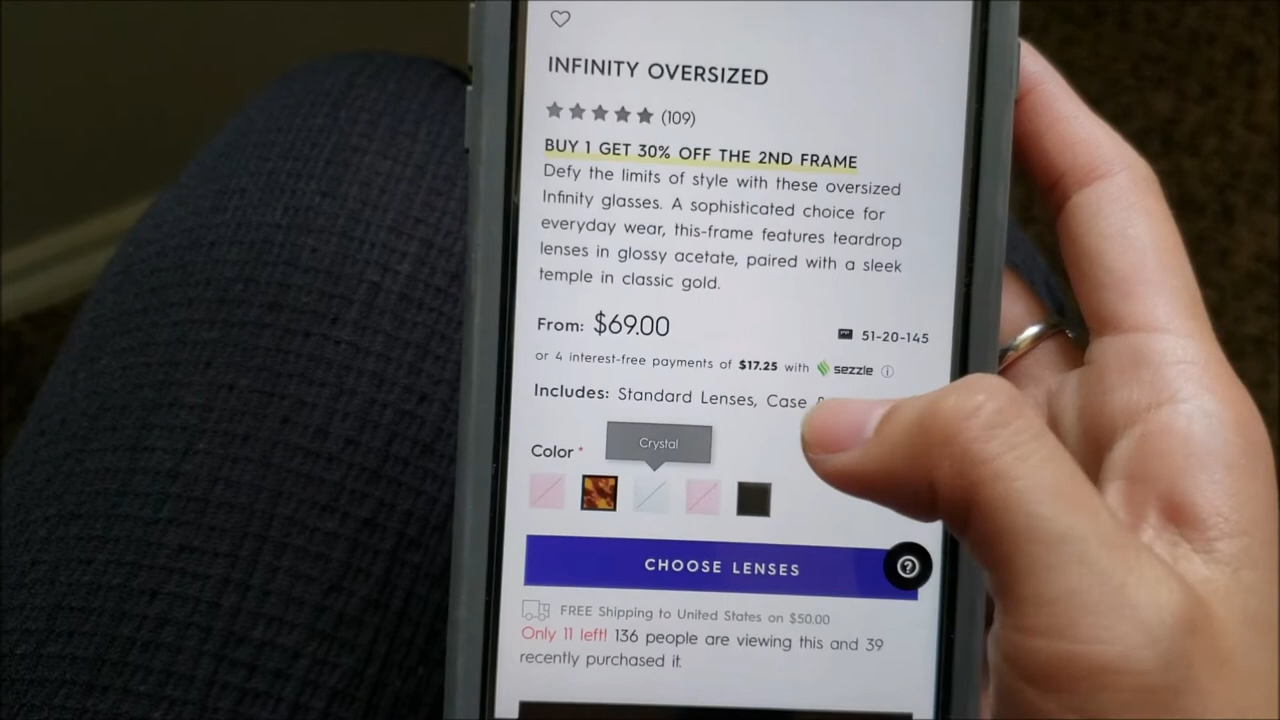 INFINITY OVERSIZED
(109)
BUY 1 GET 30% OFF THE 2ND FRAME
Defy the limits of style with these oversized
Infinity glasses. A sophisticated choice for
everyday wear, this-frame features teardrop
lenses in glossy acetate, paired with a sleek
temple in classic gold.
From: $69.00 51-20-145
or 4 interest-free payments of $17.25 with sezzle
Includes: Standard Lenses, Case
Crystal
Color *
CHOOSE LENSES
FREE Shipping to United States on $50.00
Only 11 left! 136 people are viewing this and 39
recently purchased it.